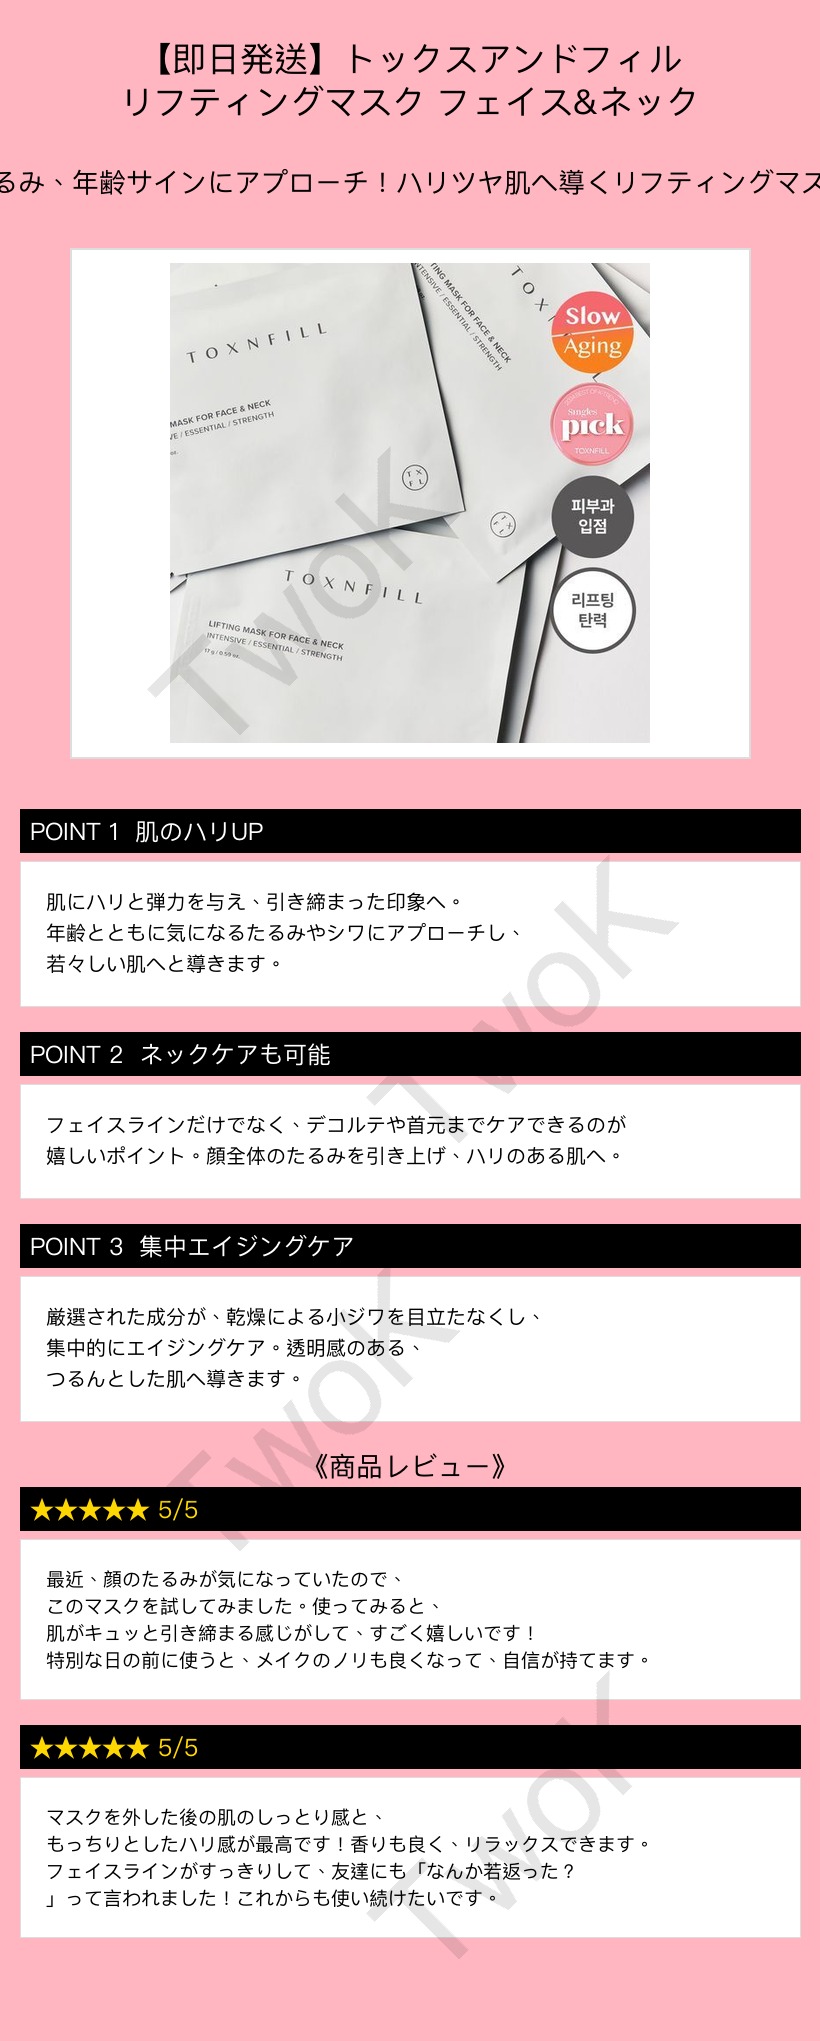 【即日発送】トックスアンドフィル
リフティングマスク フェイス&ネック
るみ、年齢サインにアプローチ！ハリツヤ肌へ導くリフティングマス
TOXNFILL
MASK FOR FACE & NECK
VE / ESSENTIAL / STRENGTH
oz.
TX
FL
TING MASK FOR FACE & NECK
INTENSIVE / ESSENTIAL / STRENGTH
TOXN
Slow
Aging
Singles
pick
TOXNFILL
피부과
입점
리프팅
탄력
TX
FL
TOXNFILL
LIFTING MASK FOR FACE & NECK
INTENSIVE / ESSENTIAL / STRENGTH
17 g / 0.59 oz.
TwoK
POINT 1 肌のハリUP
肌にハリと弾力を与え、引き締まった印象へ。
年齢とともに気になるたるみやシワにアプローチし、
若々しい肌へと導きます。
TwoK
POINT 2 ネックケアも可能
フェイスラインだけでなく、デコルテや首元までケアできるのが
嬉しいポイント。顔全体のたるみを引き上げ、ハリのある肌へ。
POINT 3 集中エイジングケア
厳選された成分が、乾燥による小ジワを目立たなくし、
集中的にエイジングケア。透明感のある、
つるんとした肌へ導きます。
TwoK
《商品レビュー》
★★★★★ 5/5
最近、顔のたるみが気になっていたので、
このマスクを試してみました。使ってみると、
肌がキュッと引き締まる感じがして、すごく嬉しいです！
特別な日の前に使うと、メイクのノリも良くなって、自信が持てます。
★★★★★ 5/5
マスクを外した後の肌のしっとり感と、
もっちりとしたハリ感が最高です！香りも良く、リラックスできます。
フェイスラインがすっきりして、友達にも「なんか若返った？
」って言われました！これからも使い続けたいです。
TwoK